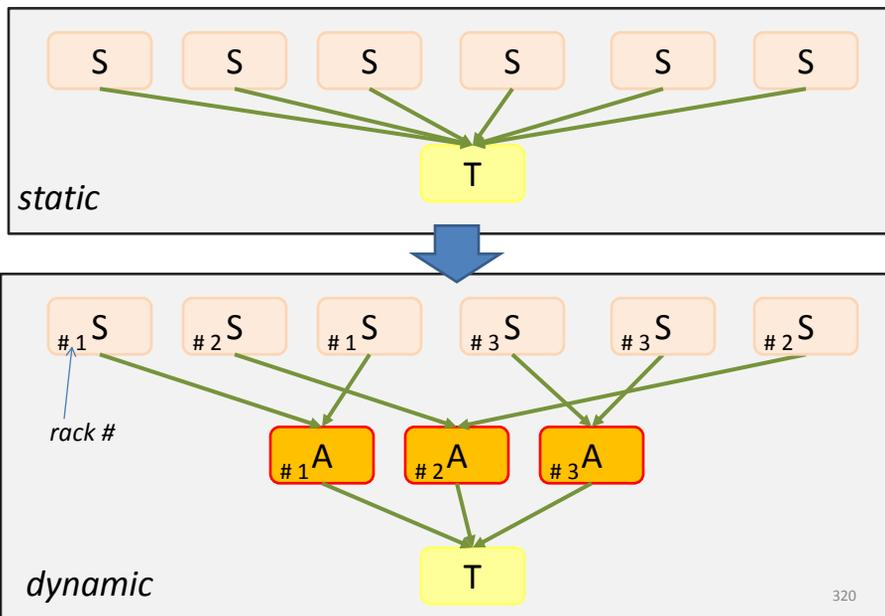 S S S S S S
T
static
# 1 S # 2 S # 1 S # 3 S # 3 S # 2 S
rack #
# 1 A # 2 A # 3 A
T
dynamic
320